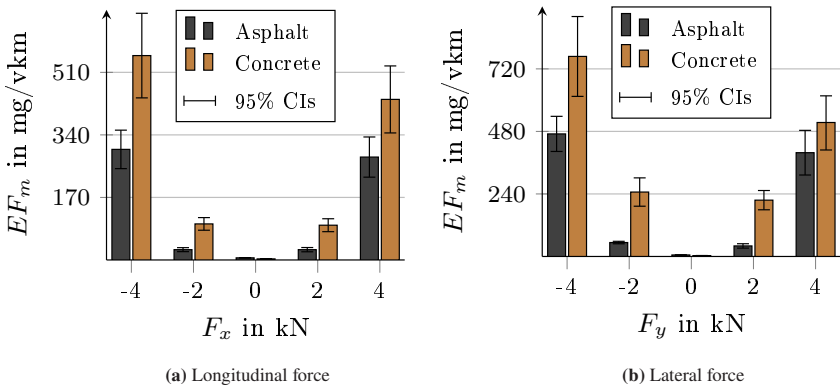 Asphalt
Concrete
95% CIs
EF_m in mg/vkm
510
340
170
-4 -2 0 2 4
F_x in kN
(a) Longitudinal force
Asphalt
Concrete
95% CIs
EF_m in mg/vkm
720
480
240
-4 -2 0 2 4
F_y in kN
(b) Lateral force